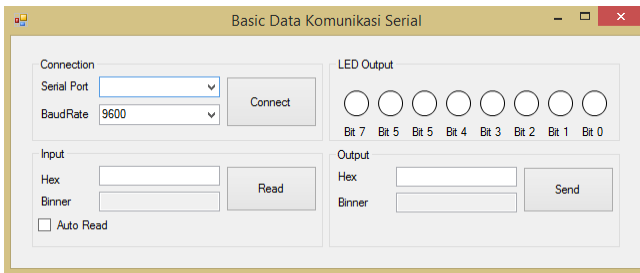 Basic Data Komunikasi Serial
Connection
Serial Port
BaudRate 9600
Connect
LED Output
Bit 7 Bit 5 Bit 5 Bit 4 Bit 3 Bit 2 Bit 1 Bit 0
Input
Hex
Binner
Read
Auto Read
Output
Hex
Binner
Send